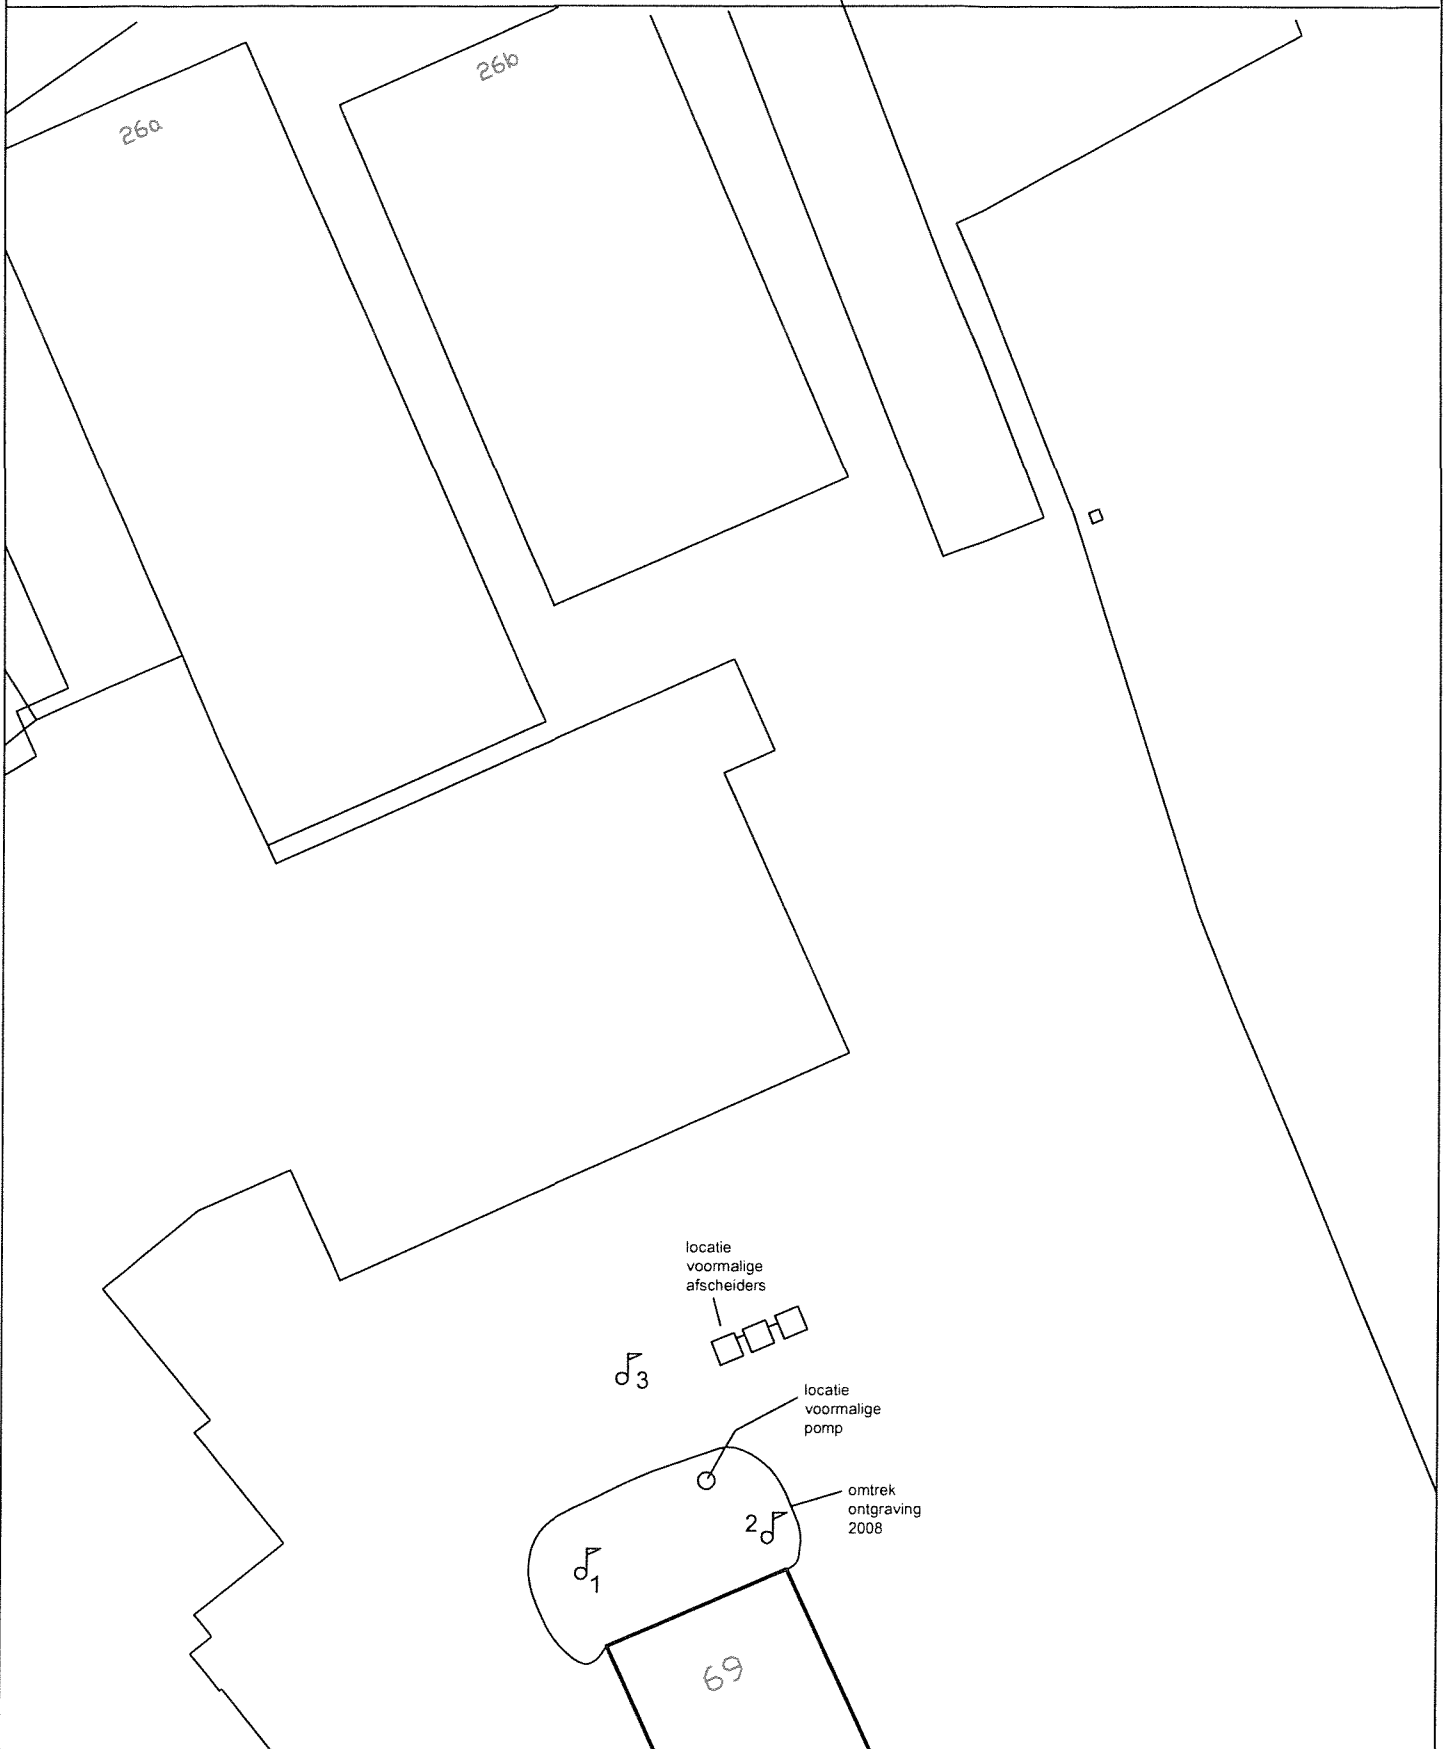 26a
26b
locatie
voormalige
afscheiders
3
locatie
voormalige
pomp
omtrek
ontgraving
2008
2
1
69